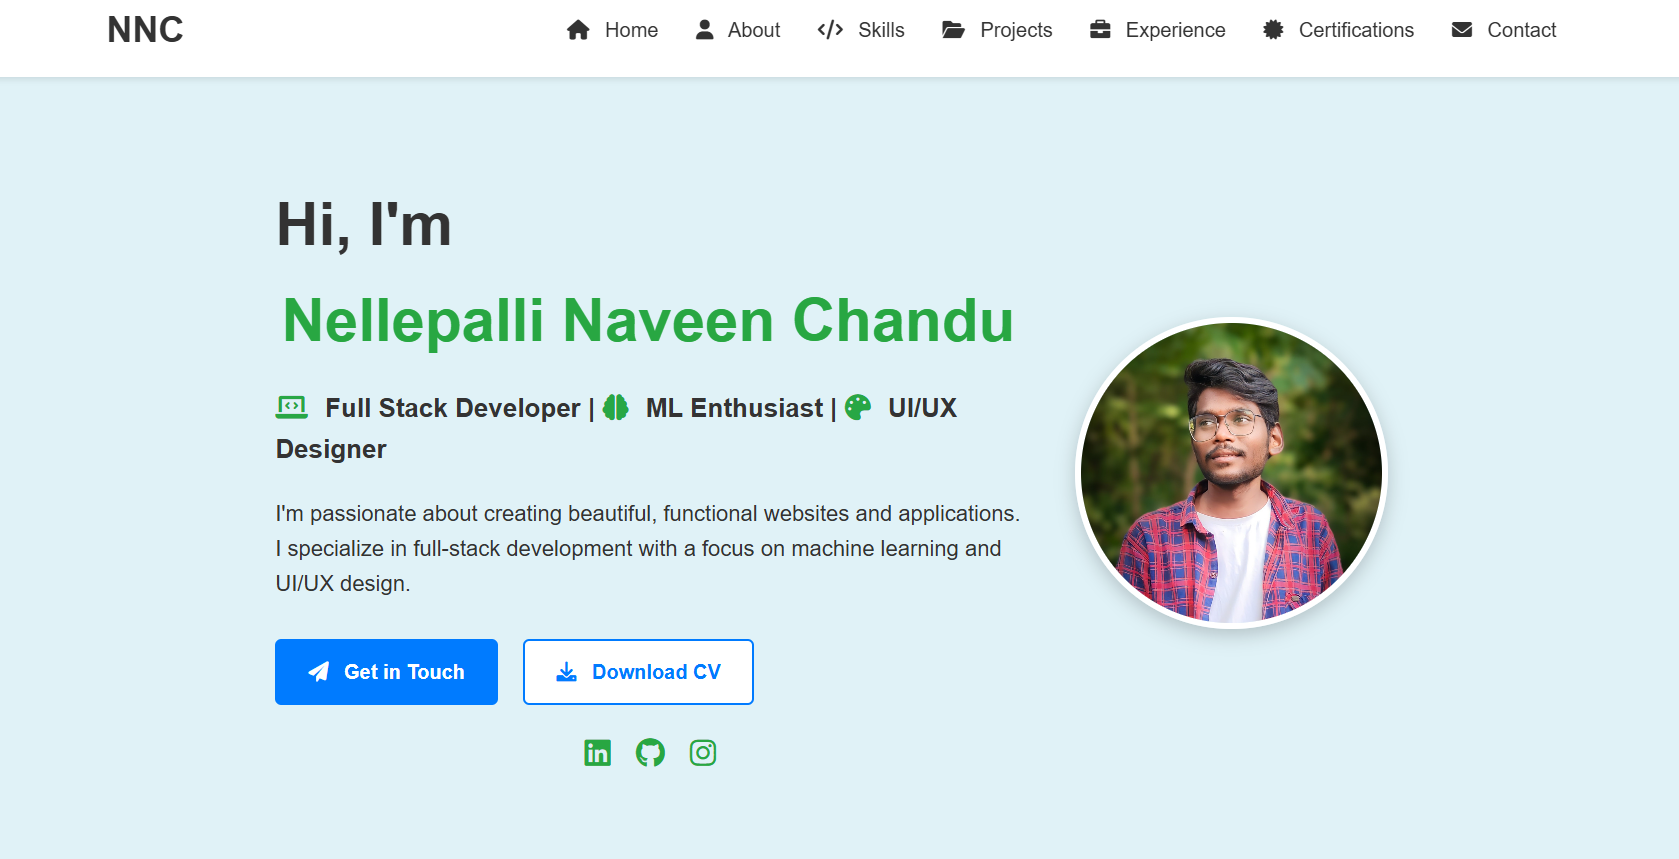 NNC
Home About Skills Projects Experience Certifications Contact
Hi, I'm
Nellepalli Naveen Chandu
Full Stack Developer | ML Enthusiast | UI/UX
Designer
I'm passionate about creating beautiful, functional websites and applications.
I specialize in full-stack development with a focus on machine learning and
UI/UX design.
Get in Touch
Download CV